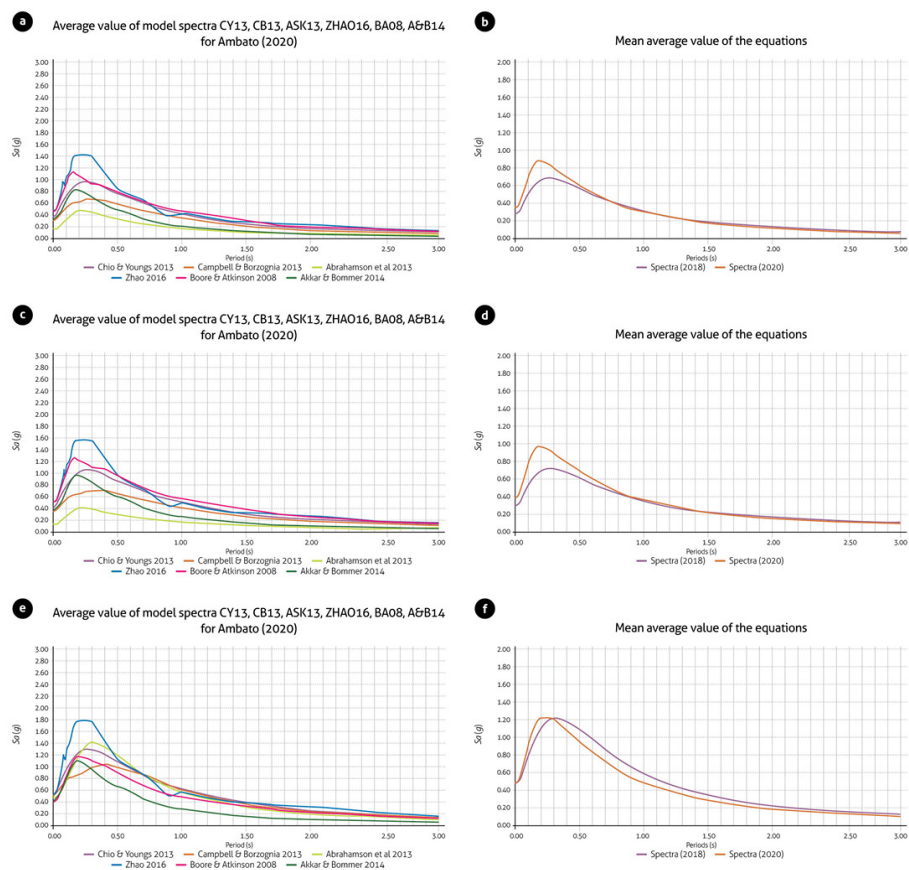 a
Average value of model spectra CY13, CB13, ASK13, ZHAO16, BA08, A&B14
for Ambato (2020)
3.00
2.80
2.60
2.40
2.20
2.00
1.80
1.60
1.40
1.20
1.00
0.80
0.60
0.40
0.20
0.00
Sa (g)
0.00 0.50 1.00 1.50 2.00 2.50 3.00
Period (s)
Chio & Youngs 2013 Campbell & Borzognia 2013 Abrahamson et al 2013
Zhao 2016 Boore & Atkinson 2008 Akkar & Bommer 2014
b
Mean average value of the equations
2.00
1.80
1.60
1.40
1.20
1.00
0.80
0.60
0.40
0.20
0.00
Sa (g)
0.00 0.50 1.00 1.50 2.00 2.50 3.00
Periods (s)
Spectra (2018) Spectra (2020)
c
Average value of model spectra CY13, CB13, ASK13, ZHAO16, BA08, A&B14
for Ambato (2020)
3.00
2.80
2.60
2.40
2.20
2.00
1.80
1.60
1.40
1.20
1.00
0.80
0.60
0.40
0.20
0.00
Sa (g)
0.00 0.50 1.00 1.50 2.00 2.50 3.00
Period (s)
Chio & Youngs 2013 Campbell & Borzognia 2013 Abrahamson et al 2013
Zhao 2016 Boore & Atkinson 2008 Akkar & Bommer 2014
d
Mean average value of the equations
2.00
1.80
1.60
1.40
1.20
1.00
0.80
0.60
0.40
0.20
0.00
Sa (g)
0.00 0.50 1.00 1.50 2.00 2.50 3.00
Periods (s)
Spectra (2018) Spectra (2020)
e
Average value of model spectra CY13, CB13, ASK13, ZHAO16, BA08, A&B14
for Ambato (2020)
3.00
2.80
2.60
2.40
2.20
2.00
1.80
1.60
1.40
1.20
1.00
0.80
0.60
0.40
0.20
0.00
Sa (g)
0.00 0.50 1.00 1.50 2.00 2.50 3.00
Period (s)
Chio & Youngs 2013 Campbell & Borzognia 2013 Abrahamson et al 2013
Zhao 2016 Boore & Atkinson 2008 Akkar & Bommer 2014
f
Mean average value of the equations
2.00
1.80
1.60
1.40
1.20
1.00
0.80
0.60
0.40
0.20
0.00
Sa (g)
0.00 0.50 1.00 1.50 2.00 2.50 3.00
Periods (s)
Spectra (2018) Spectra (2020)